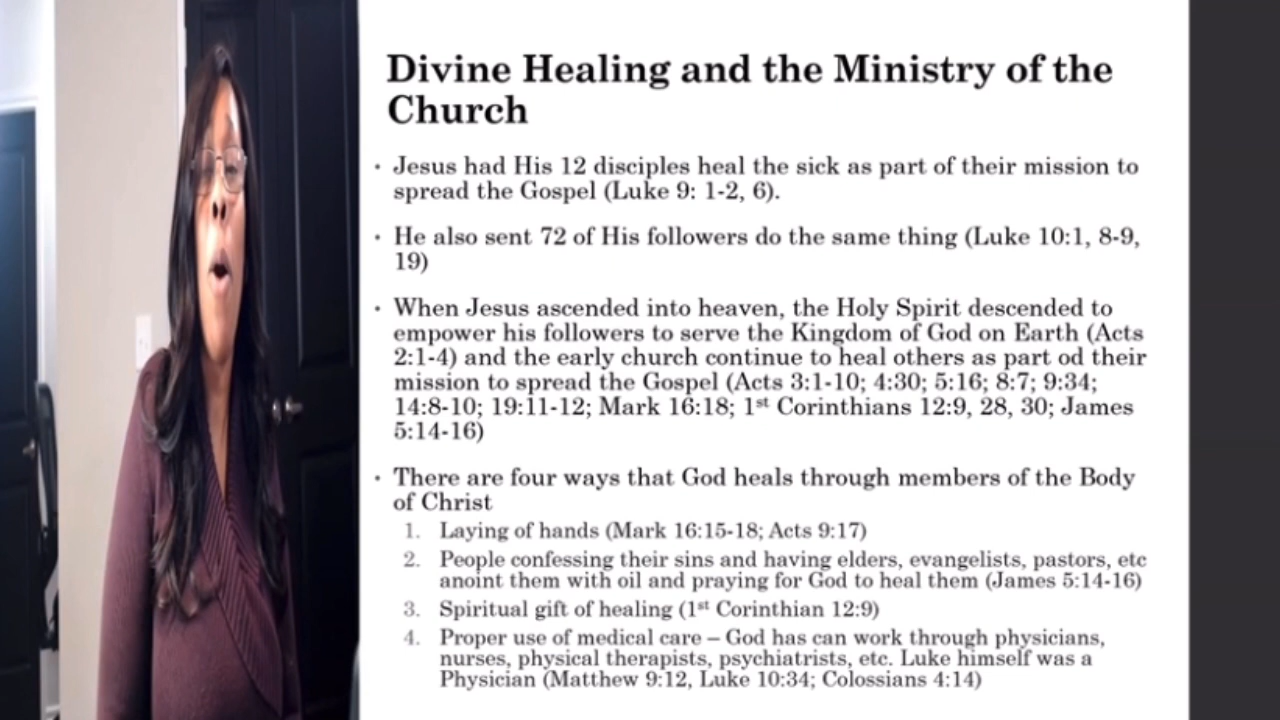 Divine Healing and the Ministry of the
Church
• Jesus had His 12 disciples heal the sick as part of their mission to
spread the Gospel (Luke 9: 1-2, 6).
• He also sent 72 of His followers do the same thing (Luke 10:1, 8-9,
19)
• When Jesus ascended into heaven, the Holy Spirit descended to
empower his followers to serve the Kingdom of God on Earth (Acts
2:1-4) and the early church continue to heal others as part od their
mission to spread the Gospel (Acts 3:1-10; 4:30; 5:16; 8:7; 9:34;
14:8-10; 19:11-12; Mark 16:18; 1st Corinthians 12:9, 28, 30; James
5:14-16)
• There are four ways that God heals through members of the Body
of Christ
1. Laying of hands (Mark 16:15-18; Acts 9:17)
2. People confessing their sins and having elders, evangelists, pastors, etc
anoint them with oil and praying for God to heal them (James 5:14-16)
3. Spiritual gift of healing (1st Corinthian 12:9)
4. Proper use of medical care – God has can work through physicians,
nurses, physical therapists, psychiatrists, etc. Luke himself was a
Physician (Matthew 9:12, Luke 10:34; Colossians 4:14)